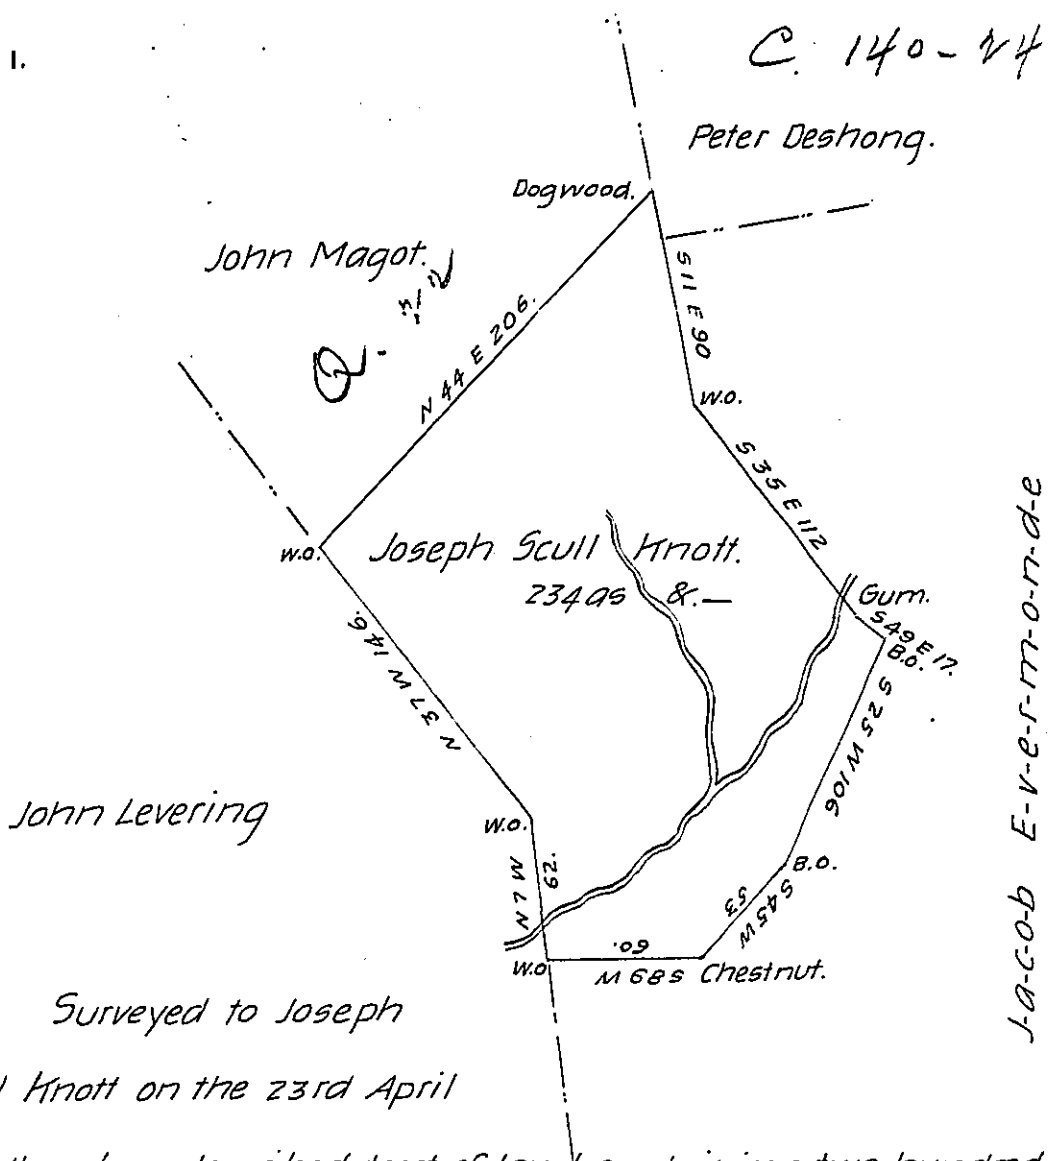 1.
C. 140-24
Peter Deshong.
Dogwood.
John Magot.
Q.
S 11 E 90
N 44 E 206.
W.O.
S 35 E 112
W.O.
Joseph Scull Knott.
234 as &.—
Gum.
S 49 E 17.
B.O.
N 37 W 146.
S 25 W 106
J-a-c-o-b E-v-e-r-m-o-n-d-e
John Levering
W.O.
N 7 W
62.
B.O.
S 45 W
53
60.
W.O
S 89 W Chestnut.
Surveyed to Joseph
Knott on the 23rd April